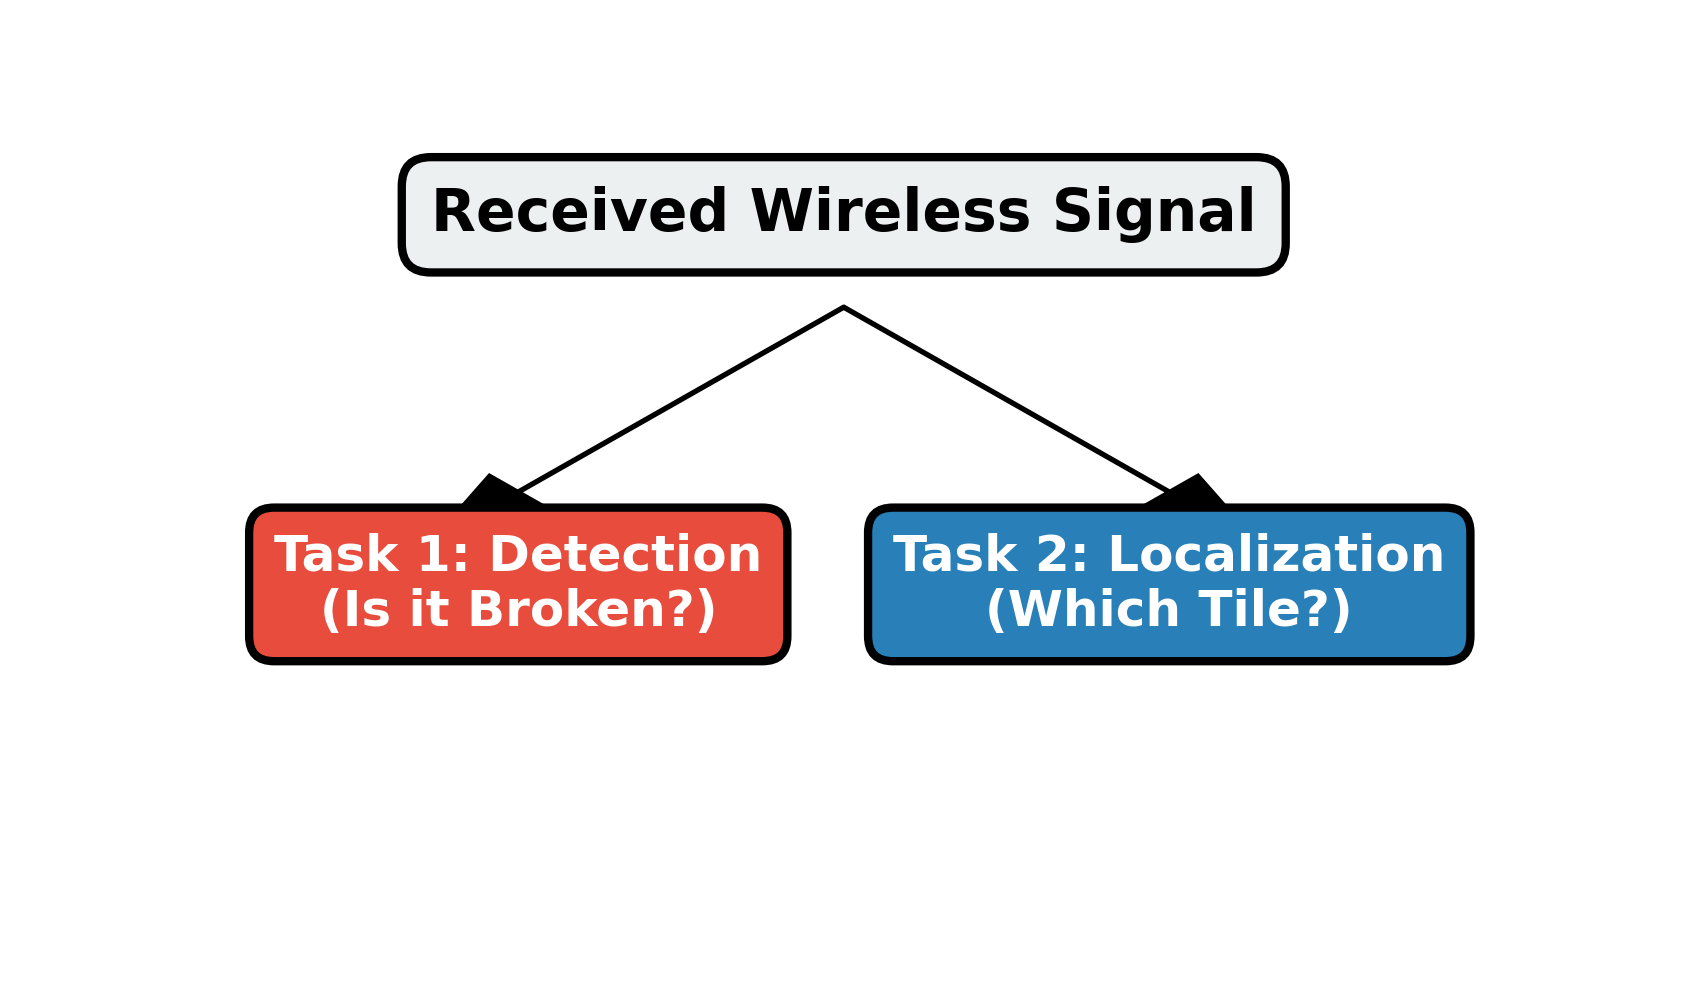 Received Wireless Signal
Task 1: Detection
(Is it Broken?)
Task 2: Localization
(Which Tile?)